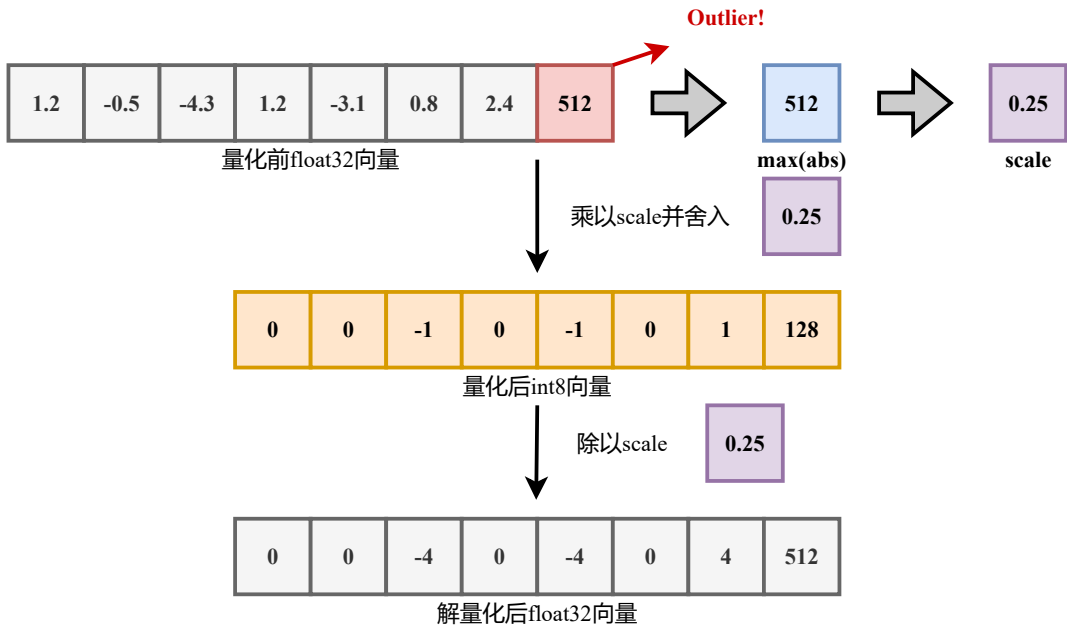 Outlier!
1.2 -0.5 -4.3 1.2 -3.1 0.8 2.4 512
512
0.25
量化前float32向量
max(abs)
scale
乘以scale并舍入
0.25
0 0 -1 0 -1 0 1 128
量化后int8向量
除以scale
0.25
0 0 -4 0 -4 0 4 512
解量化后float32向量